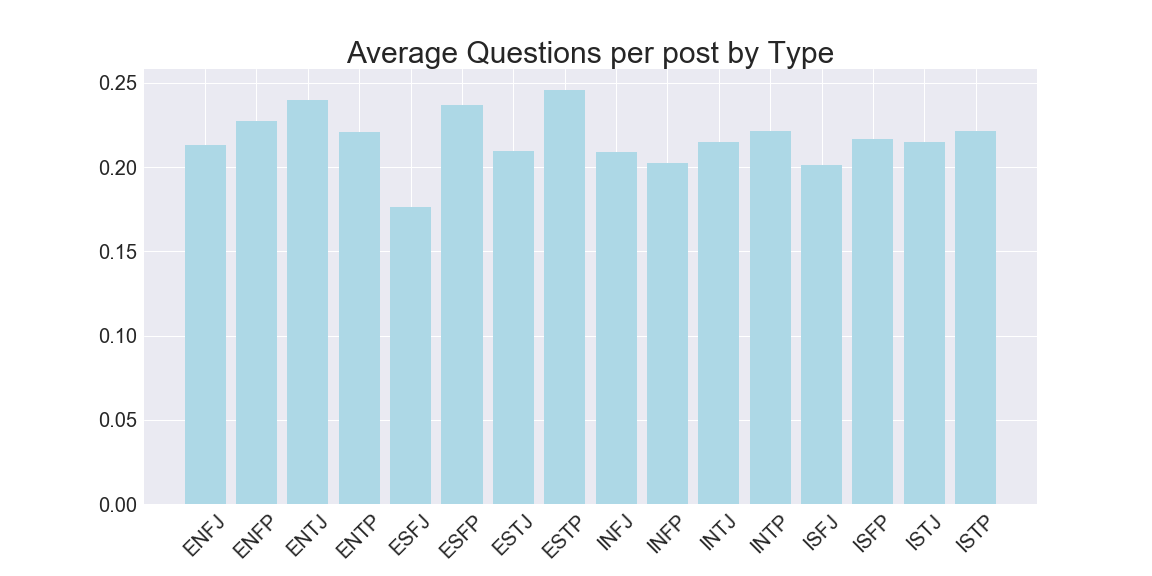 Average Questions per post by Type
0.25
0.20
0.15
0.10
0.05
0.00
ENFJ
ENFP
ENTJ
ENTP
ESFJ
ESFP
ESTJ
ESTP
INFJ
INFP
INTJ
INTP
ISFJ
ISFP
ISTJ
ISTP